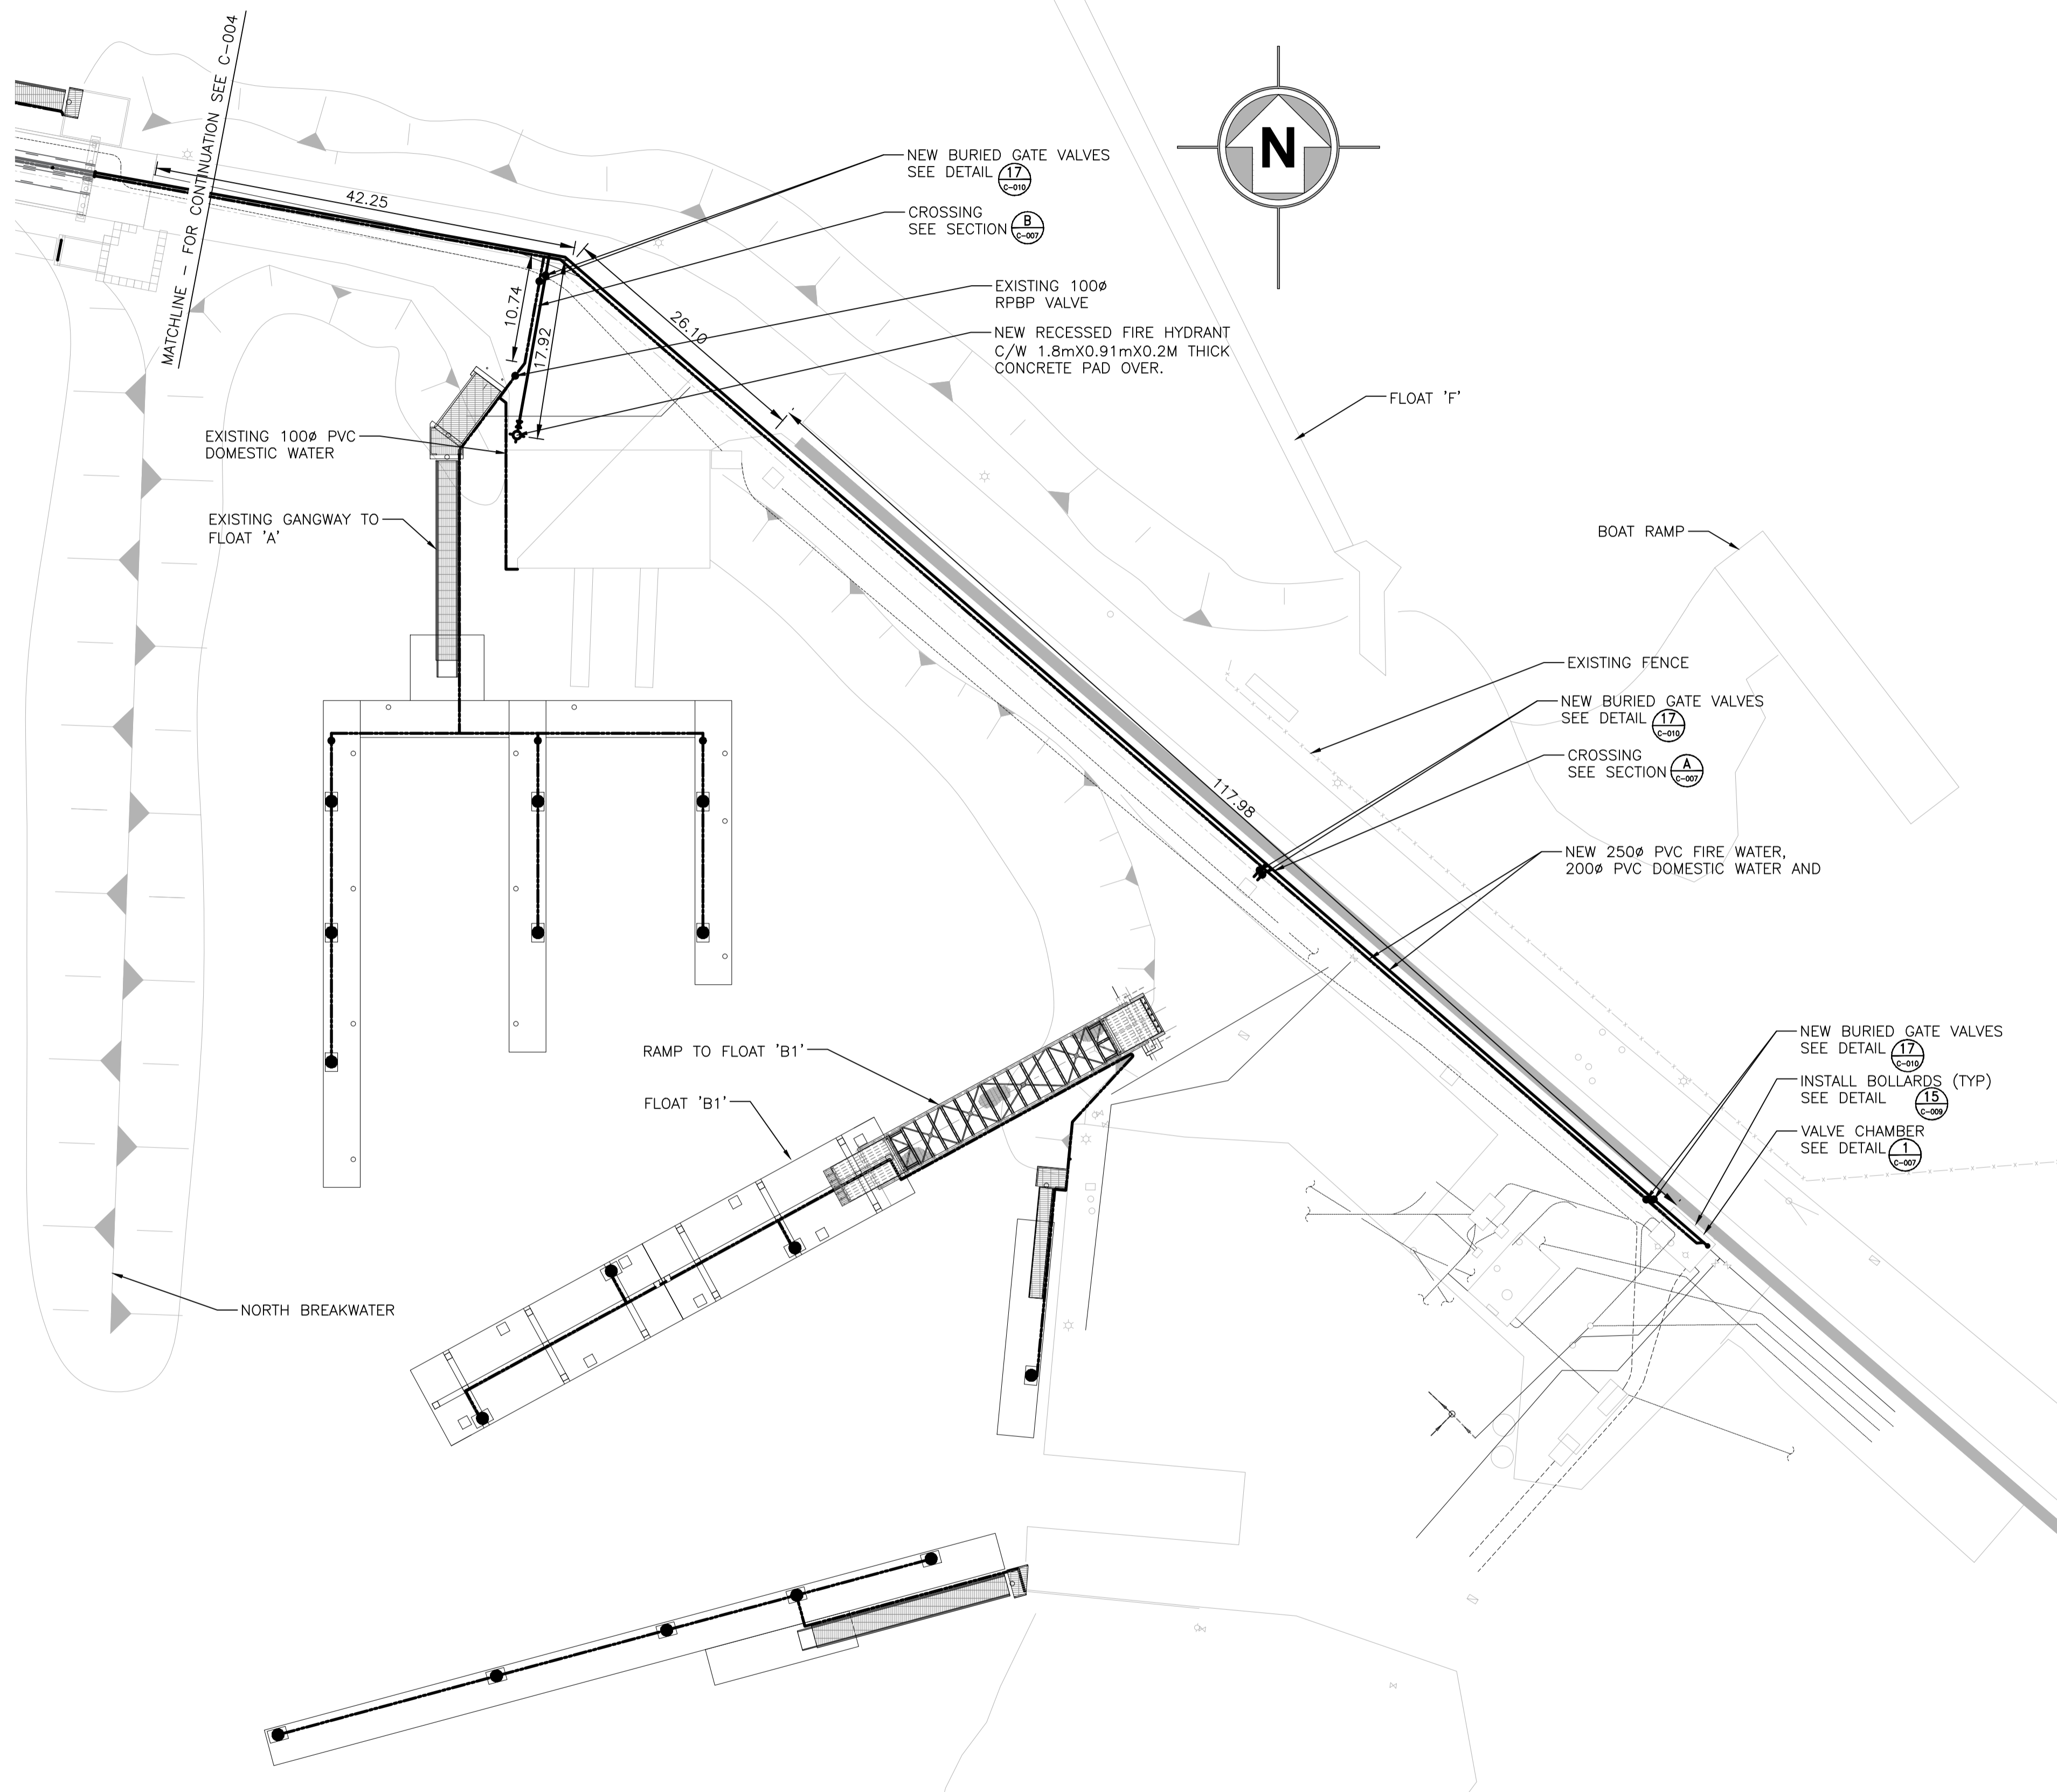 MATCHLINE - FOR CONTINUATION SEE C-004
N
42.25
NEW BURIED GATE VALVES
SEE DETAIL 17
C-010
CROSSING
SEE SECTION B
C-007
10.74
17.92
26.10
EXISTING 100ø
RPBP VALVE
NEW RECESSED FIRE HYDRANT
C/W 1.8mX0.91mX0.2M THICK
CONCRETE PAD OVER.
FLOAT 'F'
EXISTING 100ø PVC
DOMESTIC WATER
EXISTING GANGWAY TO
FLOAT 'A'
BOAT RAMP
EXISTING FENCE
NEW BURIED GATE VALVES
SEE DETAIL 17
C-010
CROSSING
SEE SECTION A
C-007
117.98
NEW 250ø PVC FIRE WATER,
200ø PVC DOMESTIC WATER AND
RAMP TO FLOAT 'B1'
FLOAT 'B1'
NEW BURIED GATE VALVES
SEE DETAIL 17
C-010
INSTALL BOLLARDS (TYP)
SEE DETAIL 15
C-009
VALVE CHAMBER
SEE DETAIL 1
C-007
NORTH BREAKWATER